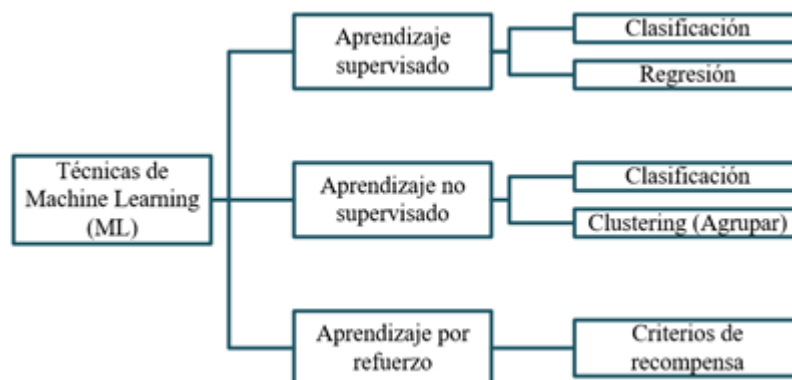 Técnicas de
Machine Learning
(ML)
Aprendizaje
supervisado
Clasificación
Regresión
Aprendizaje no
supervisado
Clasificación
Clustering (Agrupar)
Aprendizaje por
refuerzo
Criterios de
recompensa